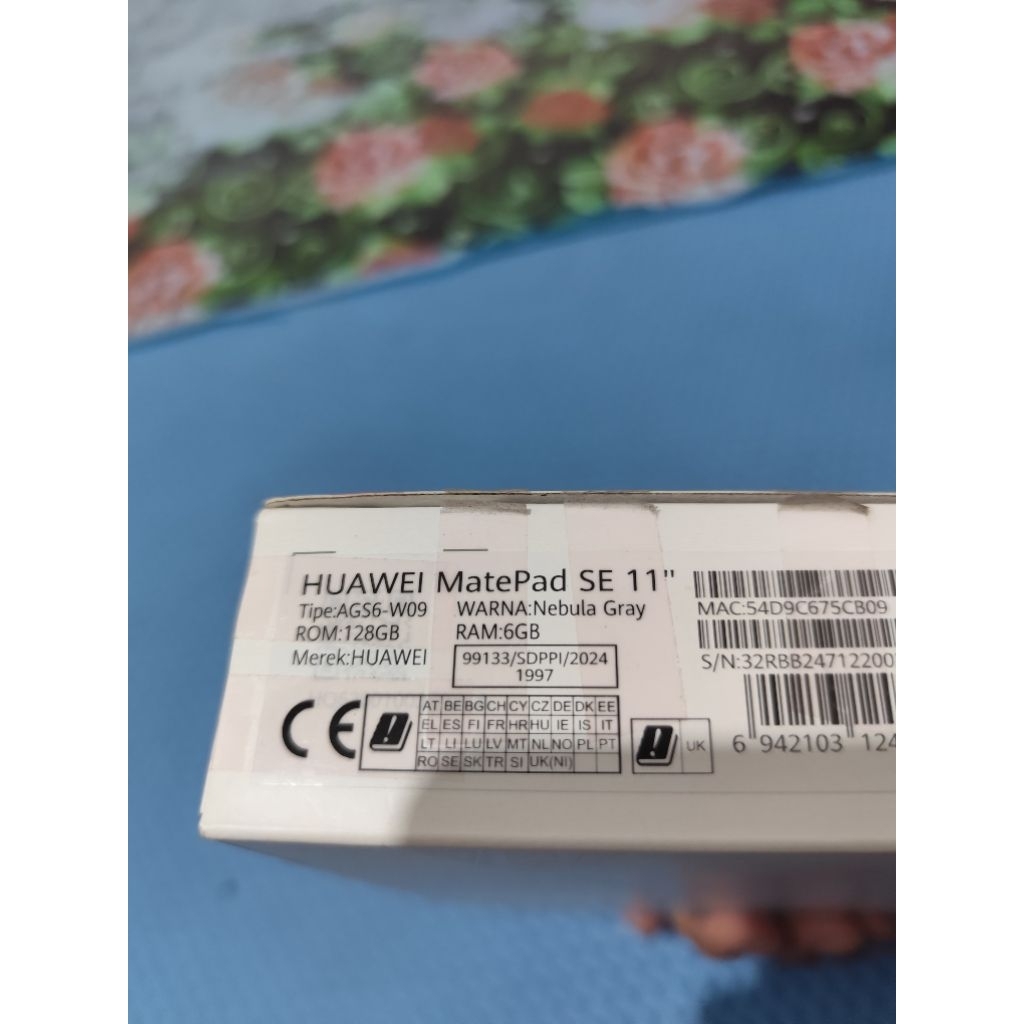 HUAWEI MatePad SE 11"
Tipe:AGS6-W09 WARNA:Nebula Gray
ROM:128GB RAM:6GB
Merek:HUAWEI
99133/SDPPI/2024
1997
MAC:54D9C675CB09
S/N:32RBB24712200
6 942103 124
CE
AT BE BG CH CY CZ DE DK EE
EL ES FI FR HR HU IE IS IT
LT LI LU LV MT NL NO PL PT
RO SE SK TR SI UK(NI)
UK